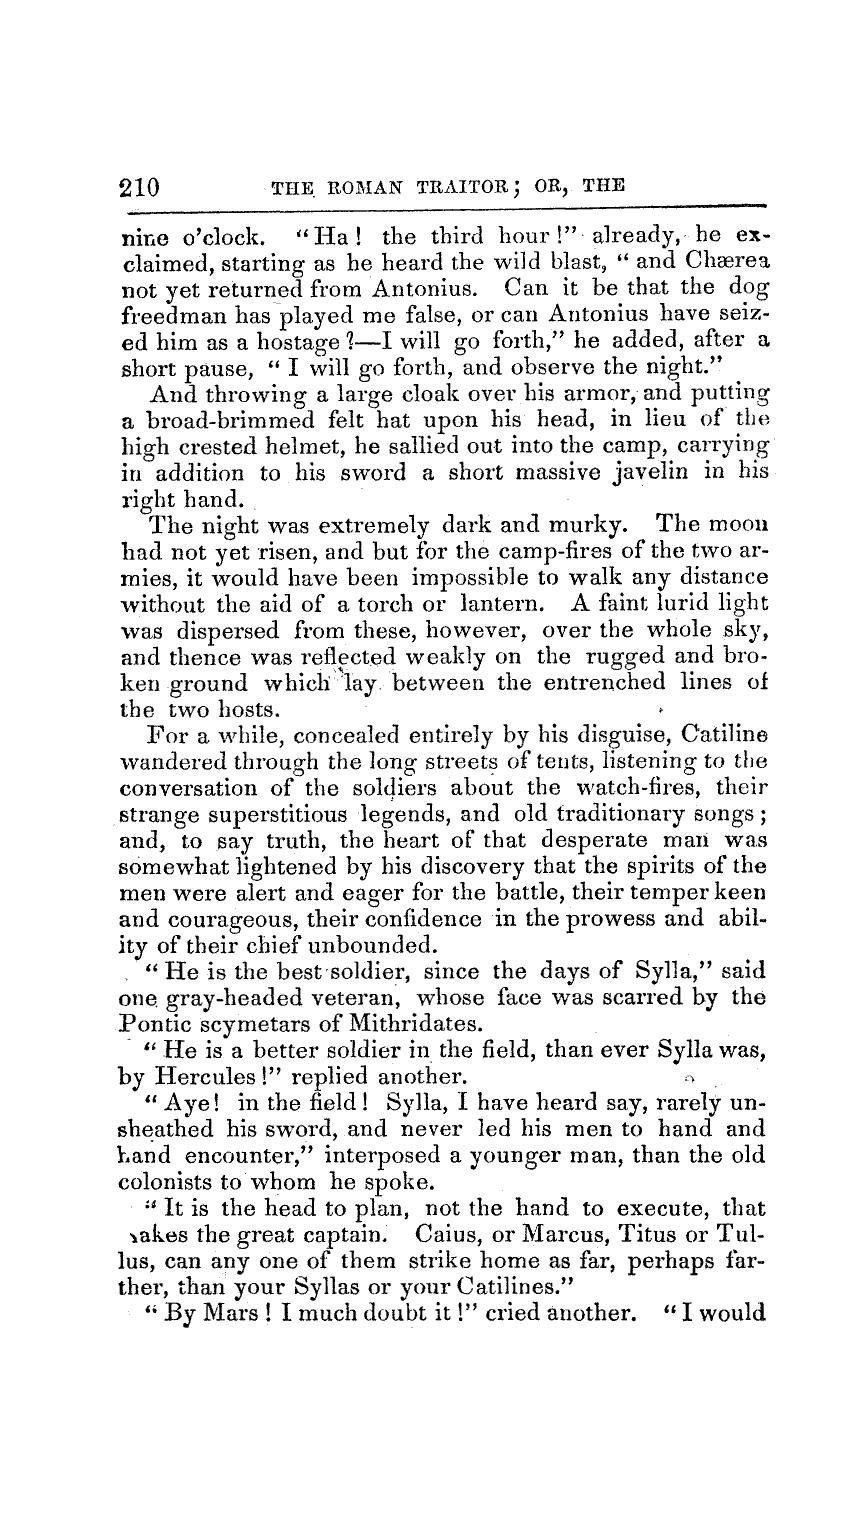 210 THE ROMAN TRAITOR; OR, THE
nine o'clock. "Ha! the third hour!" already, he ex-
claimed, starting as he heard the wild blast, "and Chærea
not yet returned from Antonius. Can it be that the dog
freedman has played me false, or can Antonius have seiz-
ed him as a hostage?—I will go forth," he added, after a
short pause, "I will go forth, and observe the night."
And throwing a large cloak over his armor, and putting
a broad-brimmed felt hat upon his head, in lieu of the
high crested helmet, he sallied out into the camp, carrying
in addition to his sword a short massive javelin in his
right hand.
The night was extremely dark and murky. The moon
had not yet risen, and but for the camp-fires of the two ar-
mies, it would have been impossible to walk any distance
without the aid of a torch or lantern. A faint lurid light
was dispersed from these, however, over the whole sky,
and thence was reflected weakly on the rugged and bro-
ken ground which lay between the entrenched lines of
the two hosts.
For a while, concealed entirely by his disguise, Catiline
wandered through the long streets of tents, listening to the
conversation of the soldiers about the watch-fires, their
strange superstitious legends, and old traditionary songs;
and, to say truth, the heart of that desperate man was
somewhat lightened by his discovery that the spirits of the
men were alert and eager for the battle, their temper keen
and courageous, their confidence in the prowess and abil-
ity of their chief unbounded.
"He is the best soldier, since the days of Sylla," said
one gray-headed veteran, whose face was scarred by the
Pontic scymetars of Mithridates.
"He is a better soldier in the field, than ever Sylla was,
by Hercules!" replied another.
"Aye! in the field! Sylla, I have heard say, rarely un-
sheathed his sword, and never led his men to hand and
hand encounter," interposed a younger man, than the old
colonists to whom he spoke.
"It is the head to plan, not the hand to execute, that
akes the great captain. Caius, or Marcus, Titus or Tul-
lus, can any one of them strike home as far, perhaps far-
ther, than your Syllas or your Catilines."
"By Mars! I much doubt it!" cried another. "I would